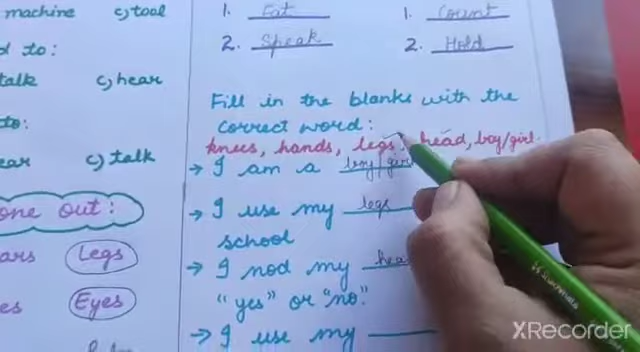 machine c) tool
d to:
talk c) hear
to:
ear c) talk
one out:
ars Legs
es Eyes
1. Eat 1. Count
2. Speak 2. Hold
Fill in the blanks with the
correct word:
knees, hands, legs, head, boy/girl.
→ I am a boy/girl
→ I use my legs
school
→ I nod my hea
"yes" or "no."
→ I use my
XRecorder